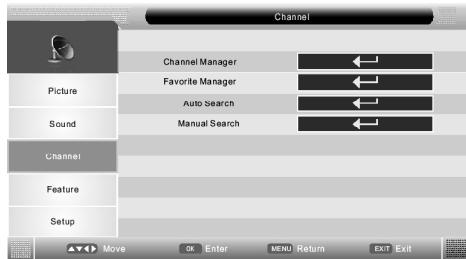 Channel
Channel Manager
Favorite Manager
Auto Search
Manual Search
Picture
Sound
Channel
Feature
Setup
▲▼◀▶ Move OK Enter MENU Return EXIT Exit